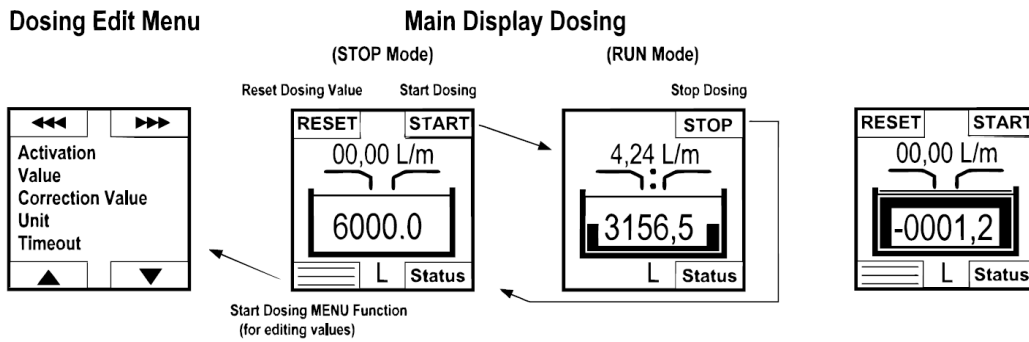 Dosing Edit Menu
Main Display Dosing
(STOP Mode)
(RUN Mode)
Reset Dosing Value
Start Dosing
Stop Dosing
Activation
Value
Correction Value
Unit
Timeout
RESET
START
00,00 L/m
6000.0
L
Status
STOP
4,24 L/m
3156,5
L
Status
RESET
START
00,00 L/m
-0001,2
L
Status
Start Dosing MENU Function
(for editing values)